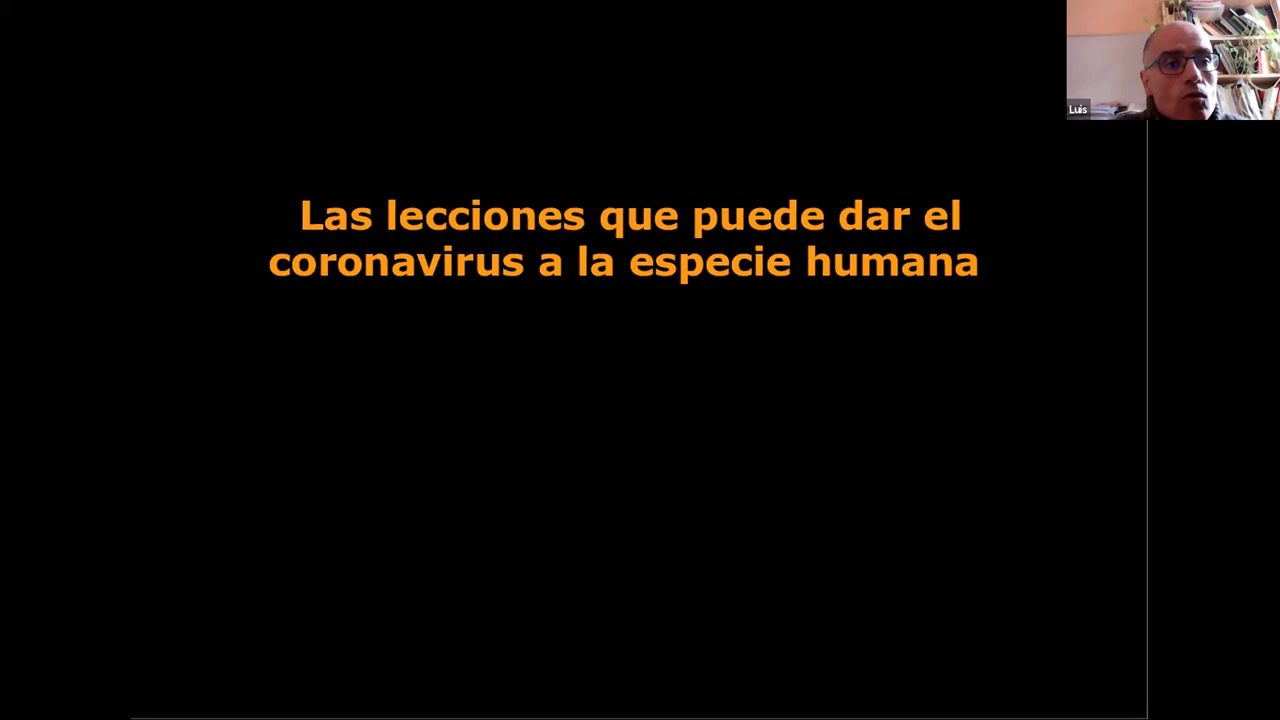 Luis
Las lecciones que puede dar el
coronavirus a la especie humana